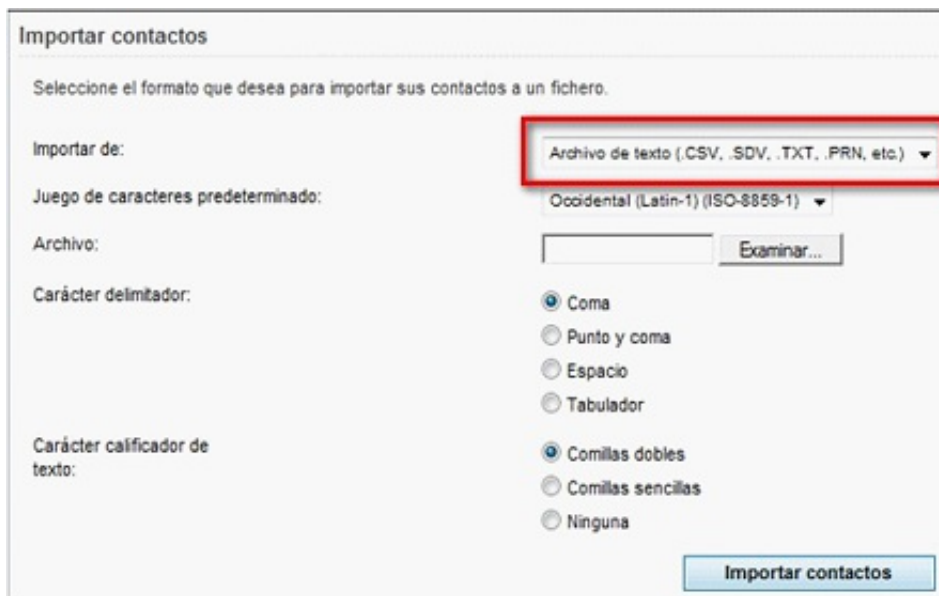 Importar contactos
Seleccione el formato que desea para importar sus contactos a un fichero.
Importar de:
Archivo de texto (.CSV, .SDV, .TXT, .PRN, etc.)
Juego de caracteres predeterminado:
Occidental (Latin-1) (ISO-8859-1)
Archivo:
Examinar...
Carácter delimitador:
Coma
Punto y coma
Espacio
Tabulador
Carácter calificador de
texto:
Comillas dobles
Comillas sencillas
Ninguna
Importar contactos